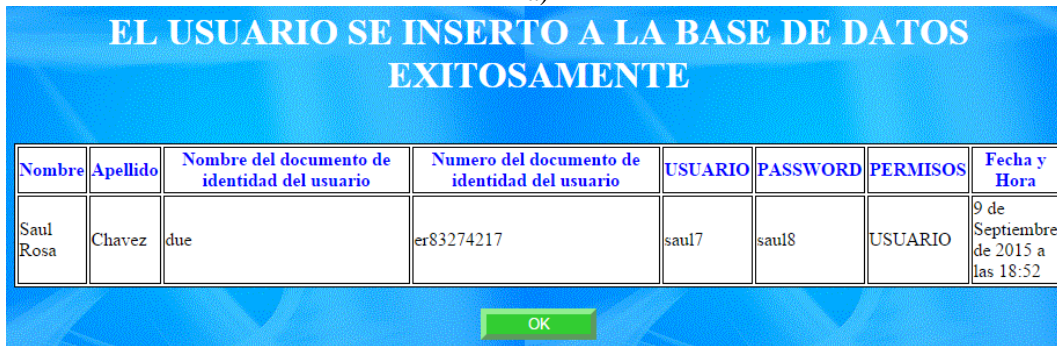 EL USUARIO SE INSERTO A LA BASE DE DATOS
EXITOSAMENTE
Nombre Apellido Nombre del documento de identidad del usuario Numero del documento de identidad del usuario USUARIO PASSWORD PERMISOS Fecha y Hora
Saul Rosa Chavez due er83274217 saul7 saul8 USUARIO 9 de Septiembre de 2015 a las 18:52
OK